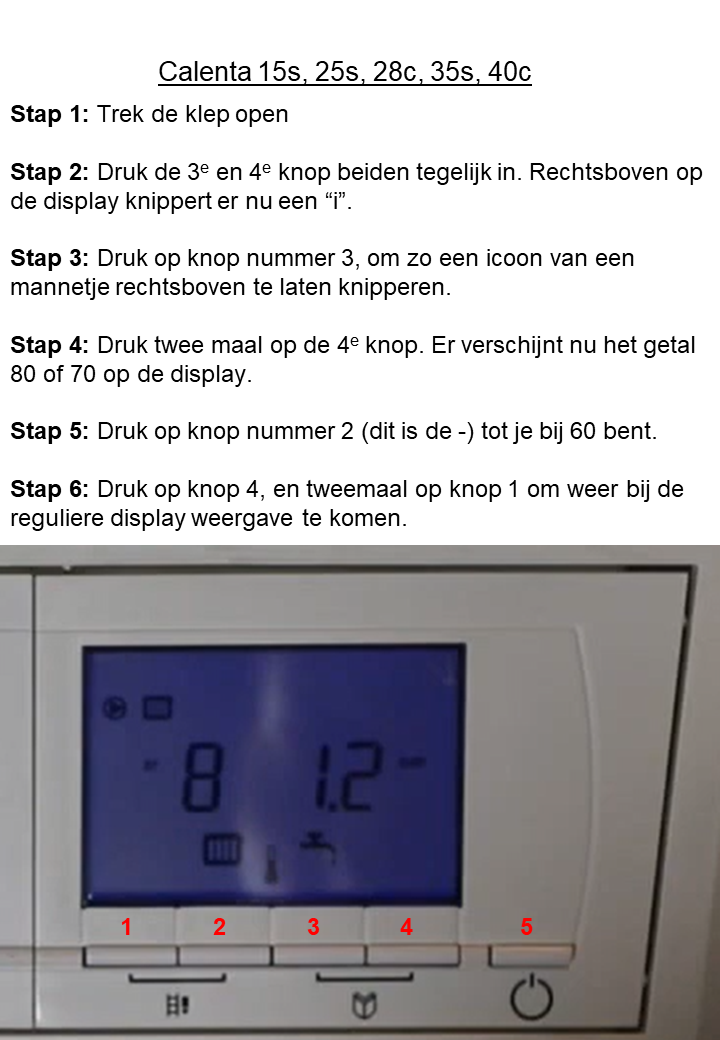 Calenta 15s, 25s, 28c, 35s, 40c
Stap 1: Trek de klep open
Stap 2: Druk de 3e en 4e knop beiden tegelijk in. Rechtsboven op
de display knippert er nu een “i”.
Stap 3: Druk op knop nummer 3, om zo een icoon van een
mannetje rechtsboven te laten knipperen.
Stap 4: Druk twee maal op de 4e knop. Er verschijnt nu het getal
80 of 70 op de display.
Stap 5: Druk op knop nummer 2 (dit is de -) tot je bij 60 bent.
Stap 6: Druk op knop 4, en tweemaal op knop 1 om weer bij de
reguliere display weergave te komen.
8 1.2
1 2 3 4 5